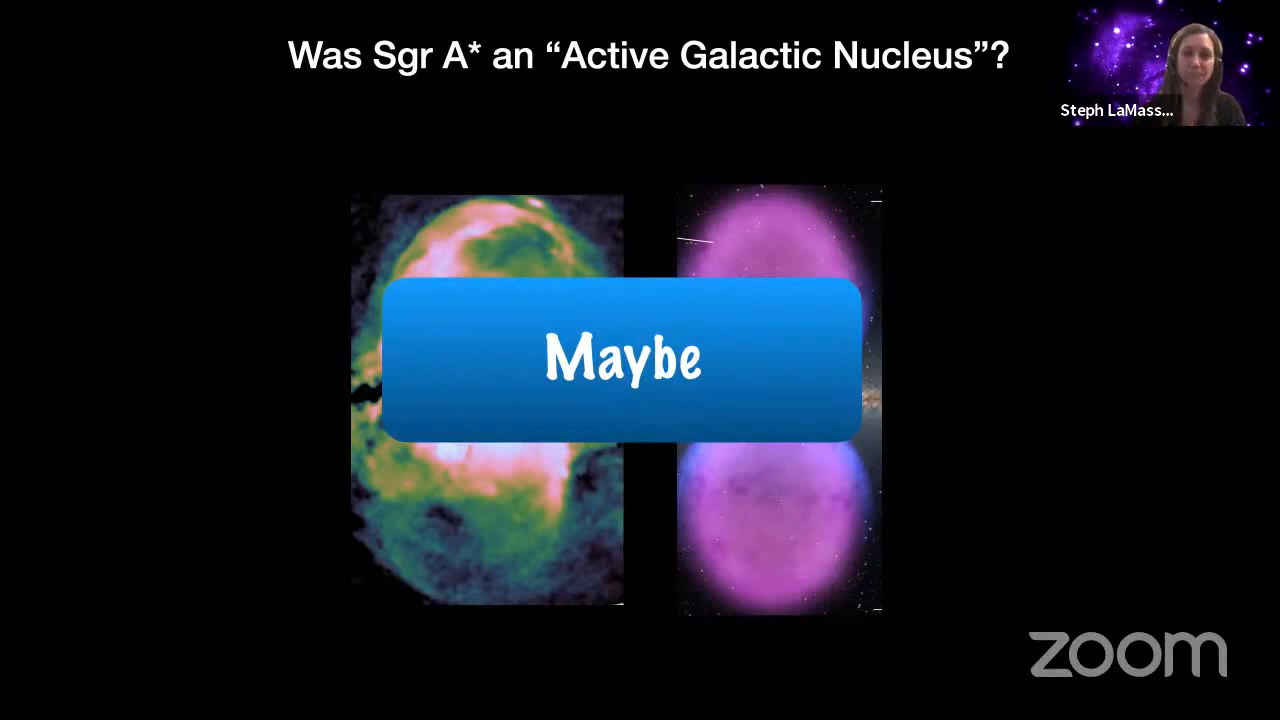 Was Sgr A* an “Active Galactic Nucleus”?
Steph LaMass...
Maybe
zoom